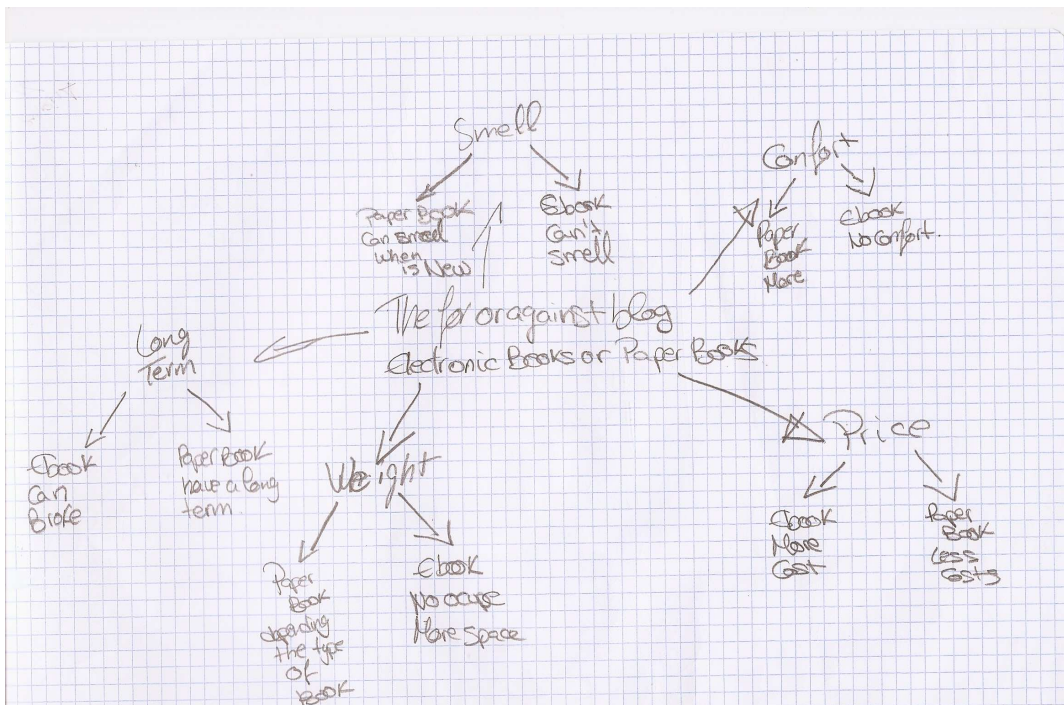 Smell
Paper Book
Can smell
when
is New
Ebook
Can't
smell
Confort
Paper
Book
More
Ebook
No Confort.
The for or against blog
Electronic Books or Paper Books
Long
Term
Ebook
Can
Broke
Paper Book
have a long
term
Weight
Paper
Book
depending
the type
of
Book
Ebook
No ocupe
More space
Price
Ebook
More
Cost
Paper
Book
Less
Costs